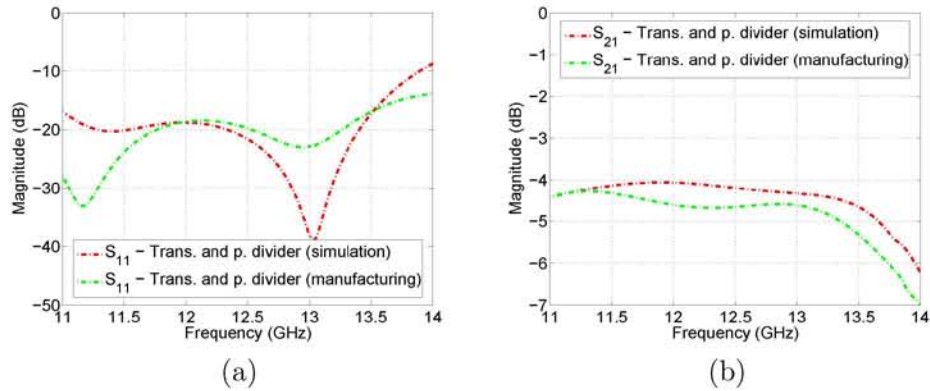 0
−10
−20
−30
−40
−50
Magnitude (dB)
S11 − Trans. and p. divider (simulation)
S11 − Trans. and p. divider (manufacturing)
11 11.5 12 12.5 13 13.5 14
Frequency (GHz)
(a)
0
−1
−2
−3
−4
−5
−6
−7
Magnitude (dB)
S21 − Trans. and p. divider (simulation)
S21 − Trans. and p. divider (manufacturing)
11 11.5 12 12.5 13 13.5 14
Frequency (GHz)
(b)